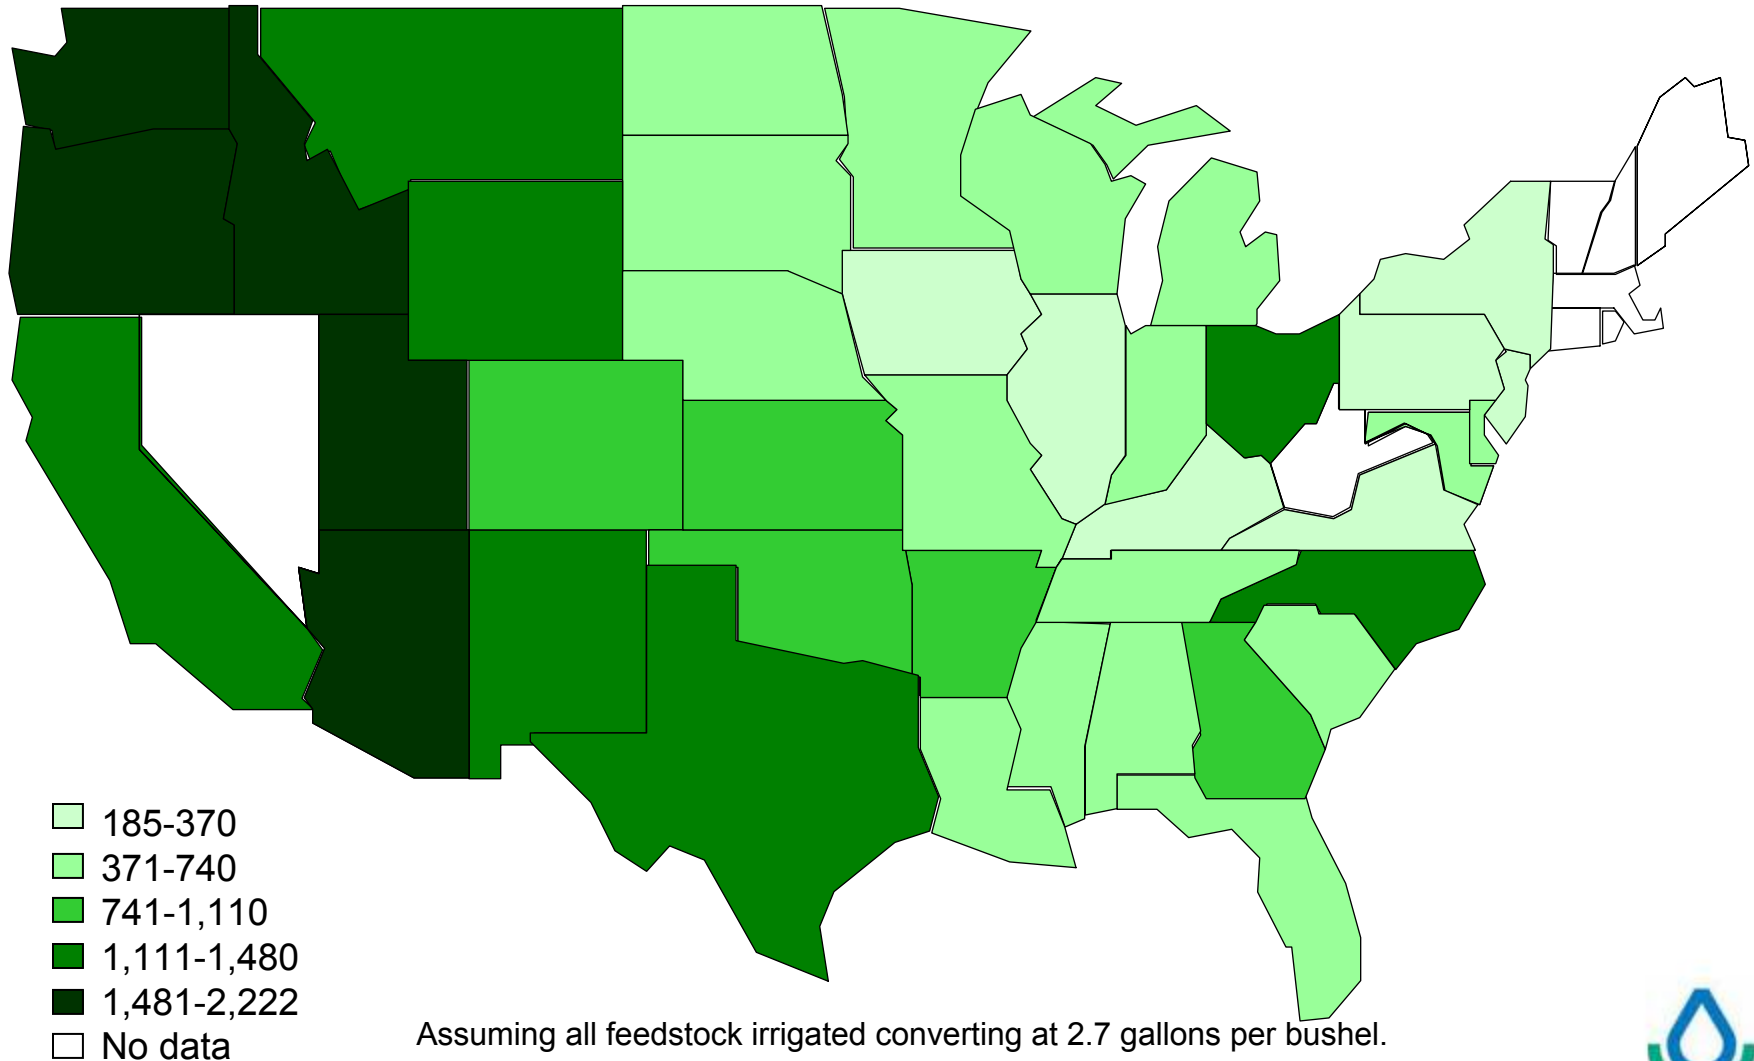 185-370
371-740
741-1,110
1,111-1,480
1,481-2,222
No data
Assuming all feedstock irrigated converting at 2.7 gallons per bushel.